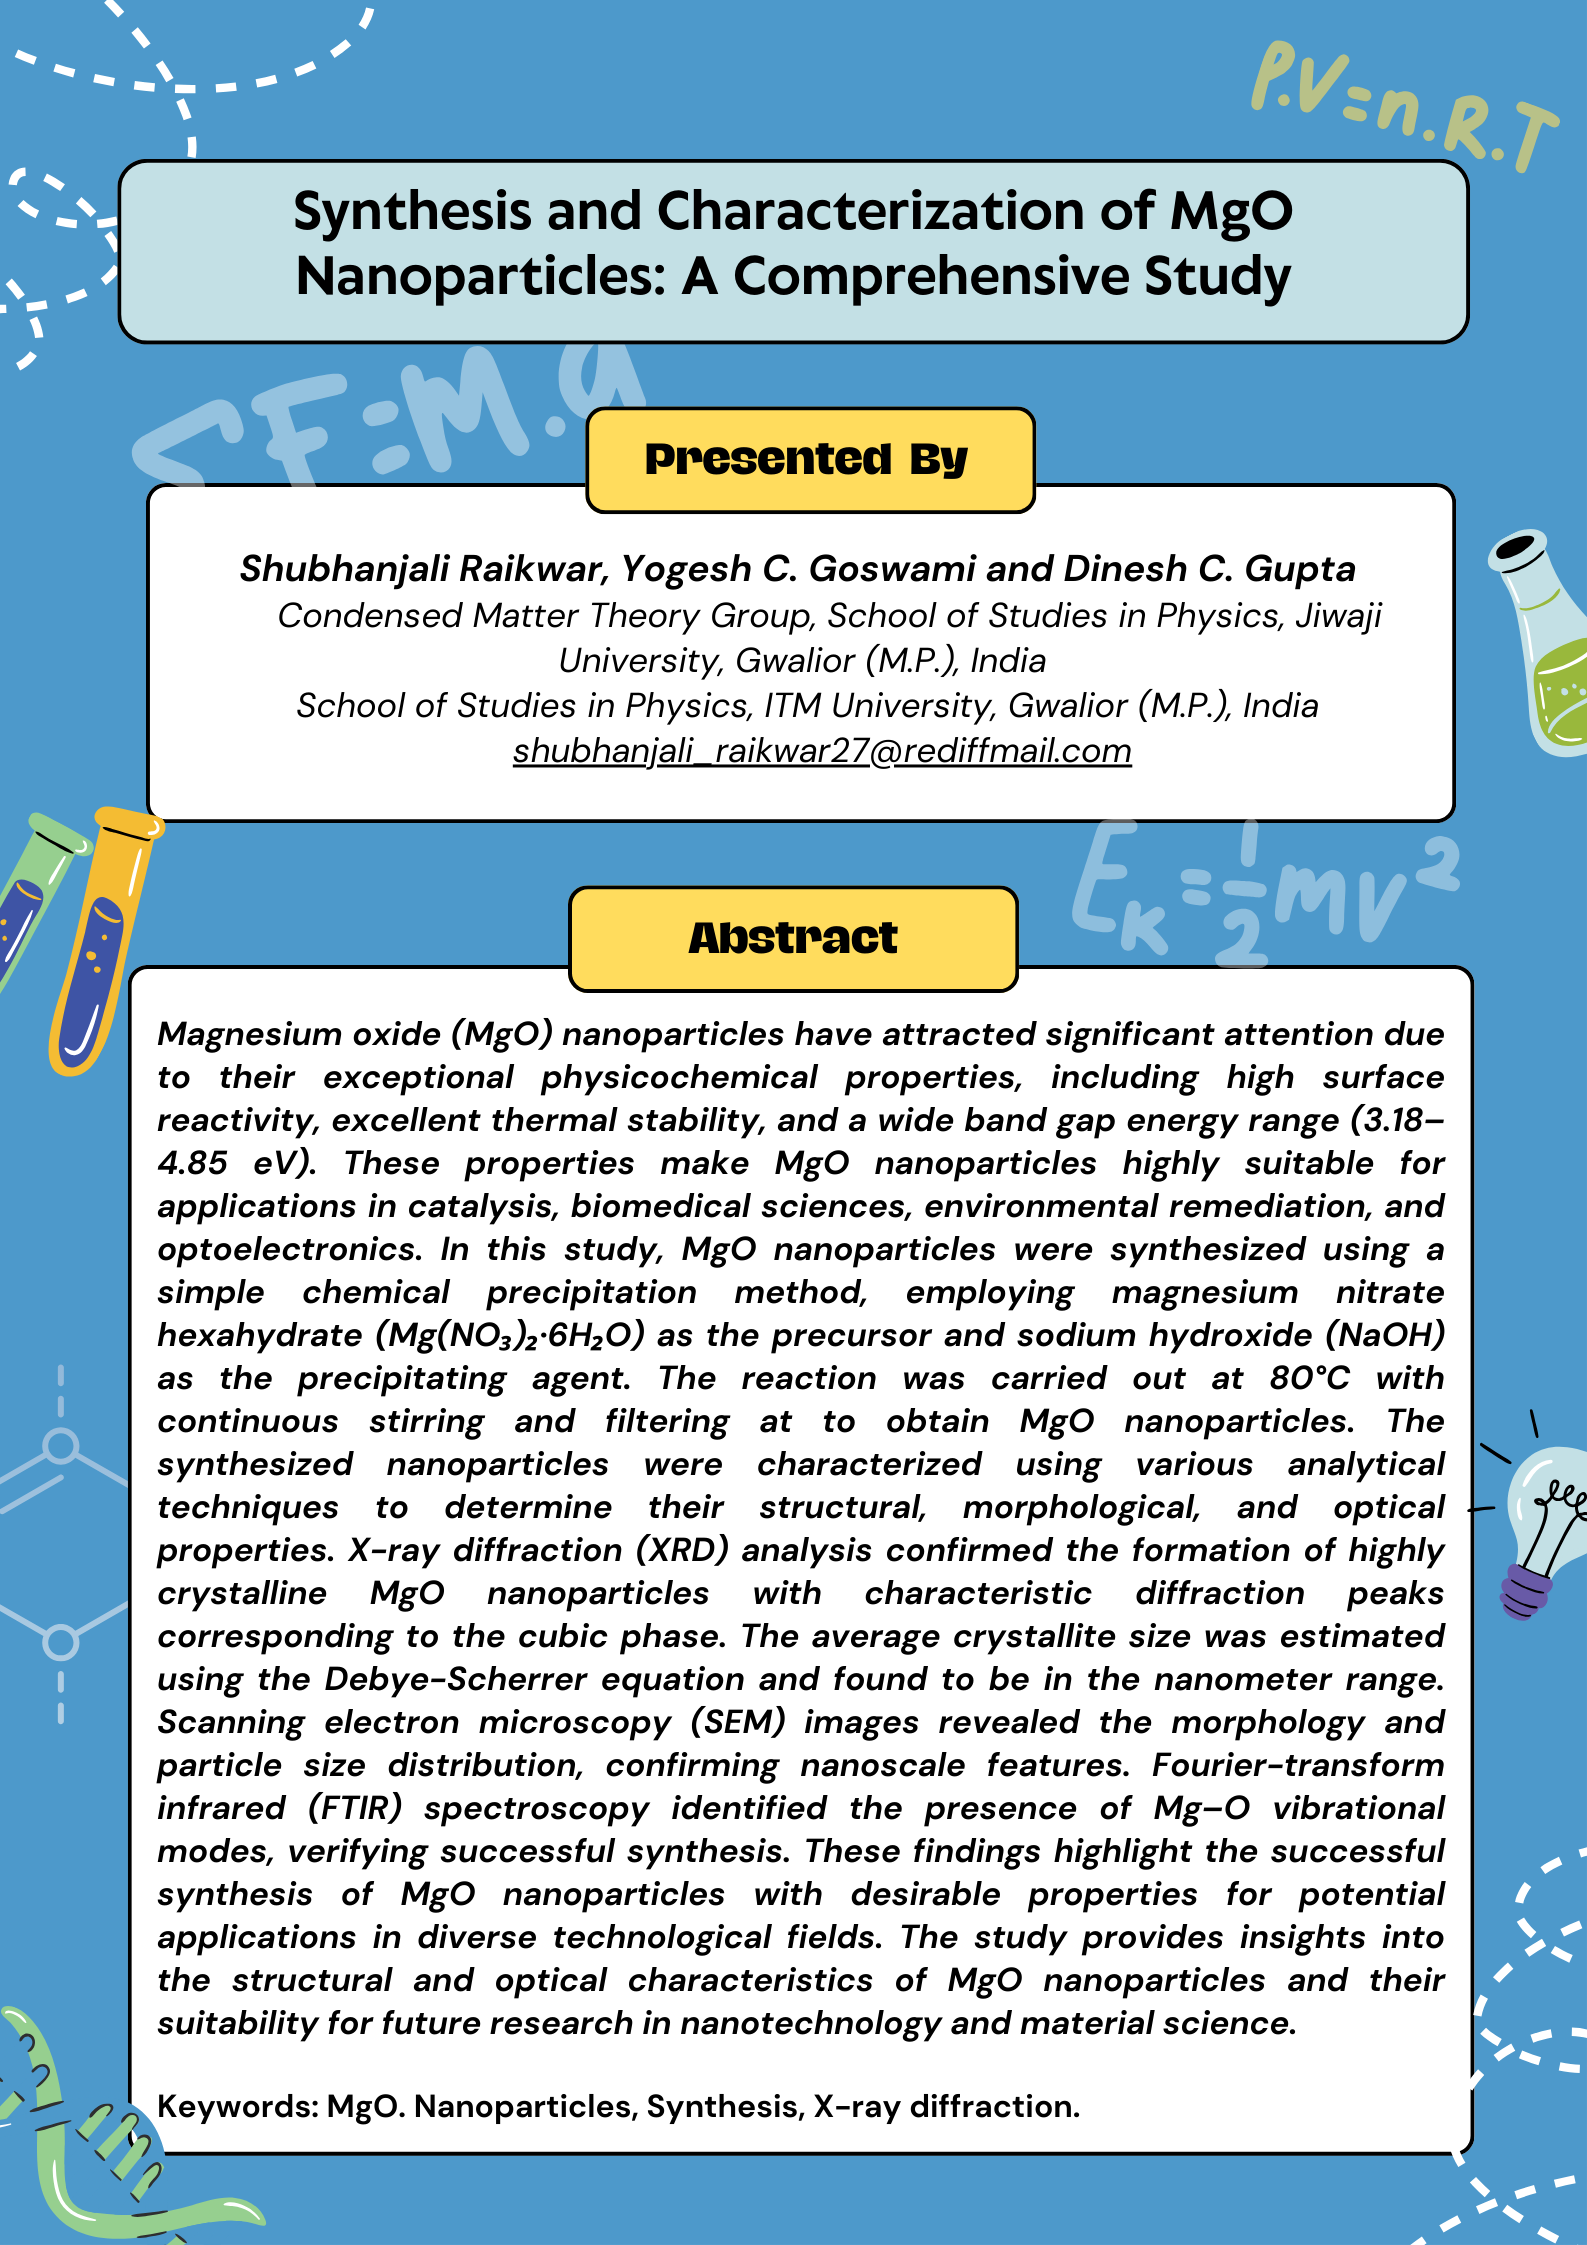 P.V=n.R.T
Synthesis and Characterization of MgO
Nanoparticles: A Comprehensive Study
F=M.a
Presented By
Shubhanjali Raikwar, Yogesh C. Goswami and Dinesh C. Gupta
Condensed Matter Theory Group, School of Studies in Physics, Jiwaji
University, Gwalior (M.P.), India
School of Studies in Physics, ITM University, Gwalior (M.P.), India
shubhanjali_raikwar27@rediffmail.com
Eₖ=½mv²
Abstract
Magnesium oxide (MgO) nanoparticles have attracted significant attention due
to their exceptional physicochemical properties, including high surface
reactivity, excellent thermal stability, and a wide band gap energy range (3.18–
4.85 eV). These properties make MgO nanoparticles highly suitable for
applications in catalysis, biomedical sciences, environmental remediation, and
optoelectronics. In this study, MgO nanoparticles were synthesized using a
simple chemical precipitation method, employing magnesium nitrate
hexahydrate (Mg(NO₃)₂·6H₂O) as the precursor and sodium hydroxide (NaOH)
as the precipitating agent. The reaction was carried out at 80°C with
continuous stirring and filtering at to obtain MgO nanoparticles. The
synthesized nanoparticles were characterized using various analytical
techniques to determine their structural, morphological, and optical
properties. X-ray diffraction (XRD) analysis confirmed the formation of highly
crystalline MgO nanoparticles with characteristic diffraction peaks
corresponding to the cubic phase. The average crystallite size was estimated
using the Debye-Scherrer equation and found to be in the nanometer range.
Scanning electron microscopy (SEM) images revealed the morphology and
particle size distribution, confirming nanoscale features. Fourier-transform
infrared (FTIR) spectroscopy identified the presence of Mg–O vibrational
modes, verifying successful synthesis. These findings highlight the successful
synthesis of MgO nanoparticles with desirable properties for potential
applications in diverse technological fields. The study provides insights into
the structural and optical characteristics of MgO nanoparticles and their
suitability for future research in nanotechnology and material science.
Keywords: MgO. Nanoparticles, Synthesis, X-ray diffraction.